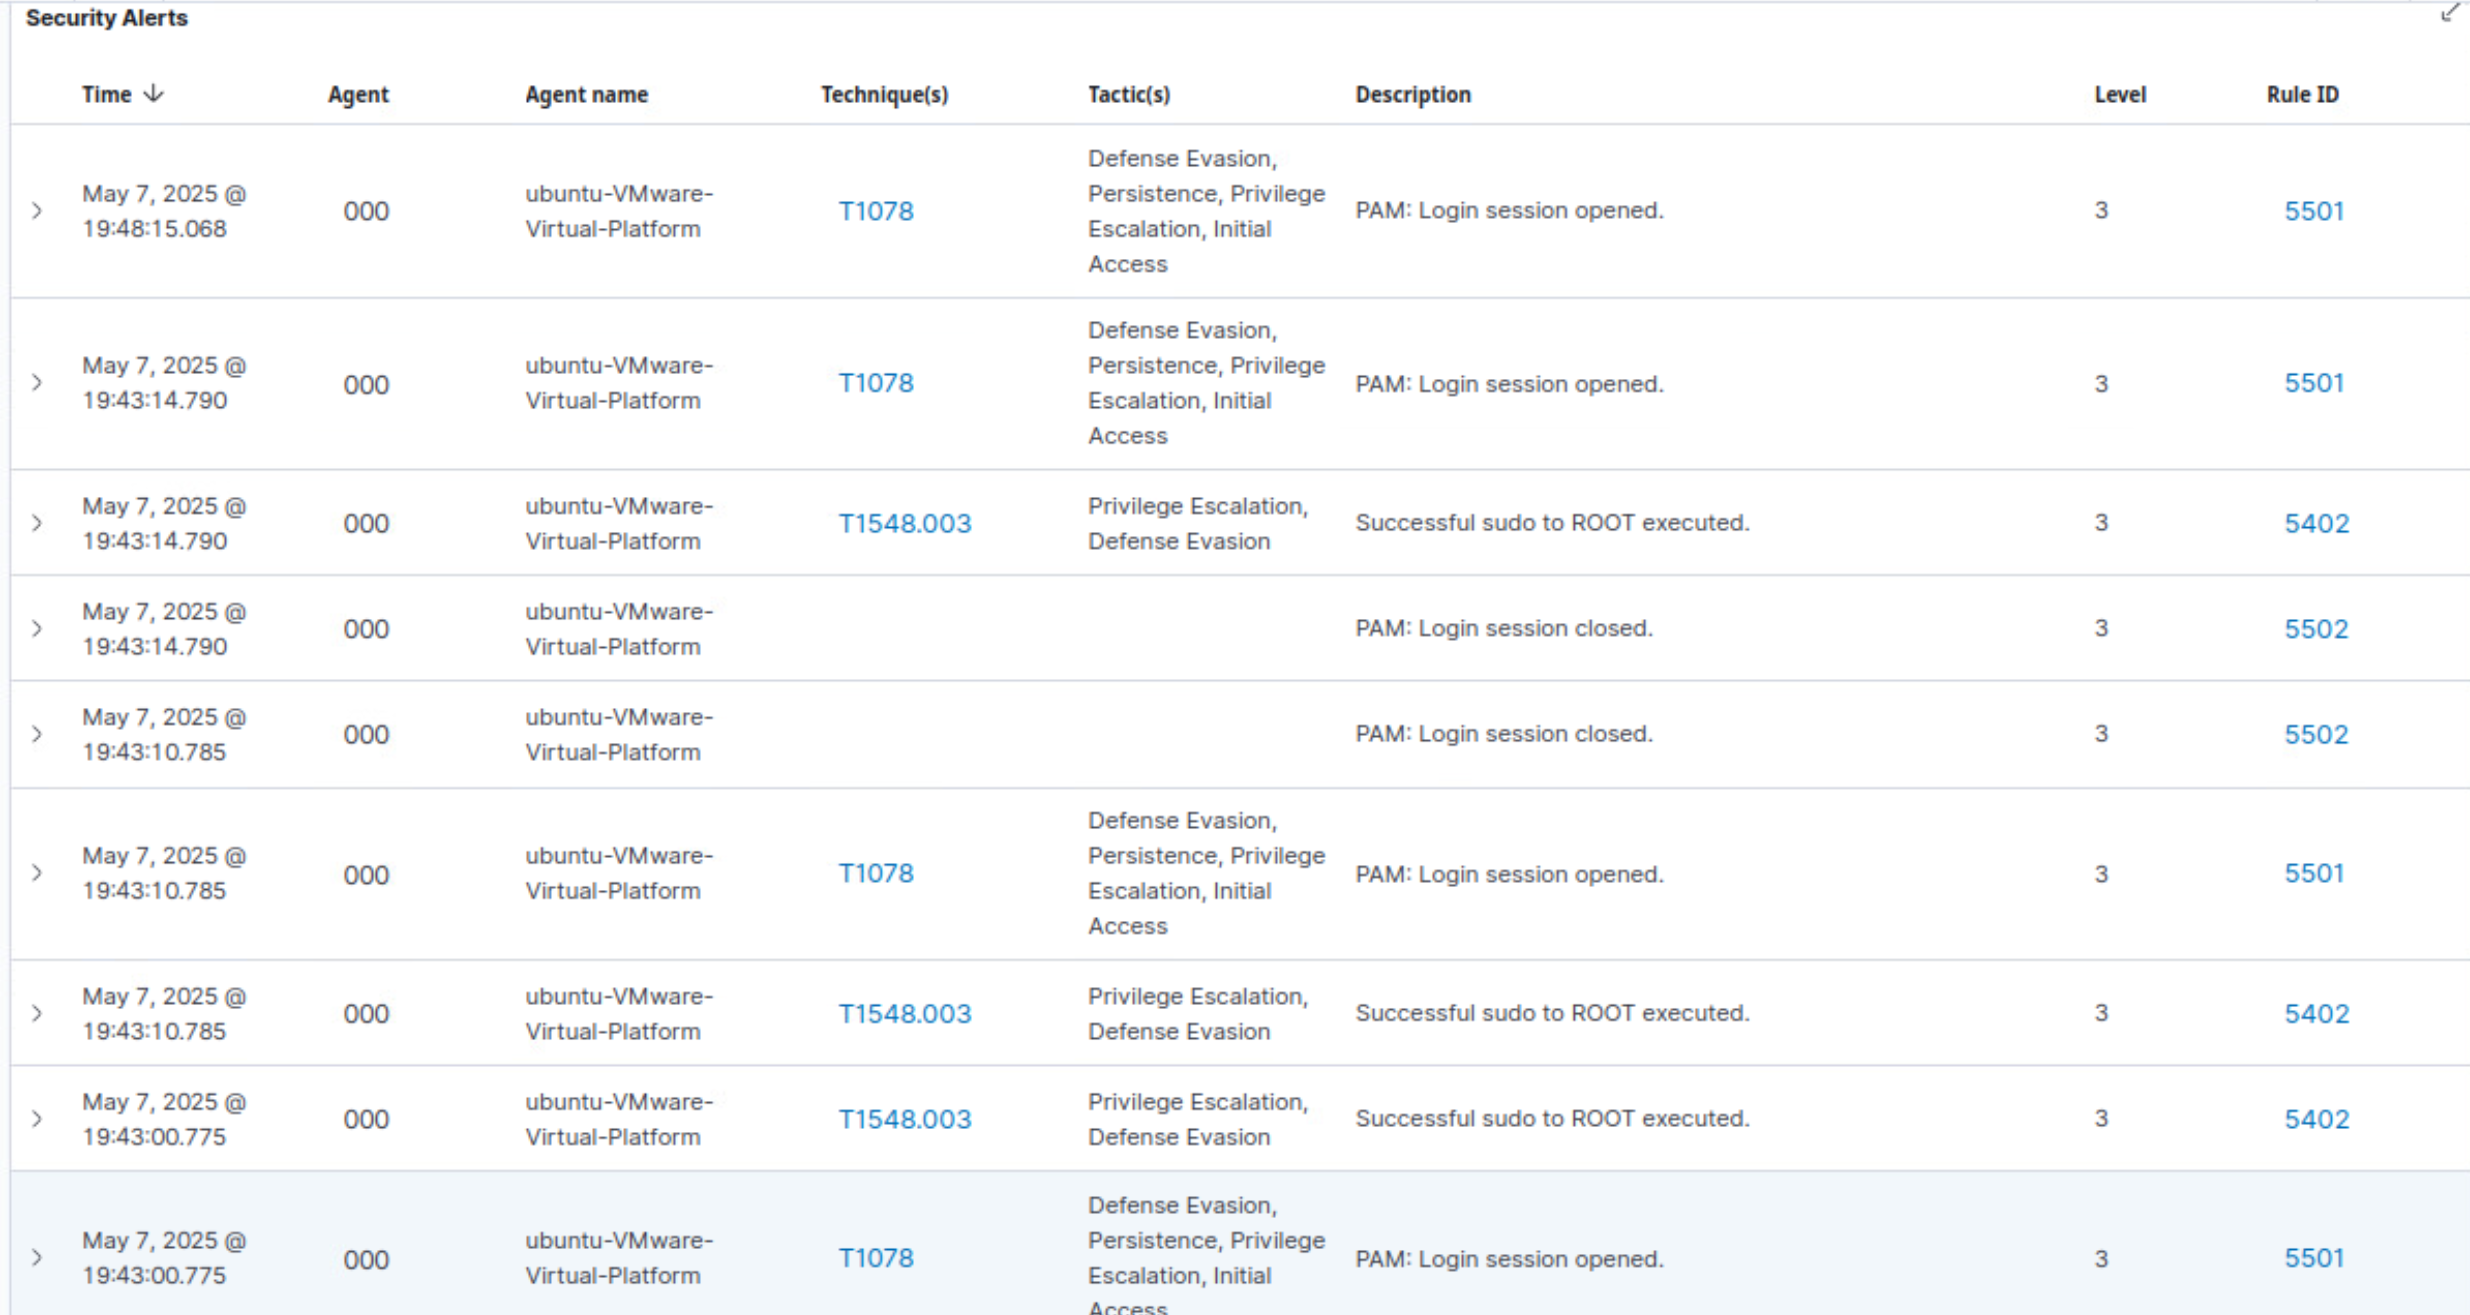 Security Alerts
Time ↓ Agent Agent name Technique(s) Tactic(s) Description Level Rule ID
May 7, 2025 @ 19:48:15.068 000 ubuntu-VMware-Virtual-Platform T1078 Defense Evasion, Persistence, Privilege Escalation, Initial Access PAM: Login session opened. 3 5501
May 7, 2025 @ 19:43:14.790 000 ubuntu-VMware-Virtual-Platform T1078 Defense Evasion, Persistence, Privilege Escalation, Initial Access PAM: Login session opened. 3 5501
May 7, 2025 @ 19:43:14.790 000 ubuntu-VMware-Virtual-Platform T1548.003 Privilege Escalation, Defense Evasion Successful sudo to ROOT executed. 3 5402
May 7, 2025 @ 19:43:14.790 000 ubuntu-VMware-Virtual-Platform PAM: Login session closed. 3 5502
May 7, 2025 @ 19:43:10.785 000 ubuntu-VMware-Virtual-Platform PAM: Login session closed. 3 5502
May 7, 2025 @ 19:43:10.785 000 ubuntu-VMware-Virtual-Platform T1078 Defense Evasion, Persistence, Privilege Escalation, Initial Access PAM: Login session opened. 3 5501
May 7, 2025 @ 19:43:10.785 000 ubuntu-VMware-Virtual-Platform T1548.003 Privilege Escalation, Defense Evasion Successful sudo to ROOT executed. 3 5402
May 7, 2025 @ 19:43:00.775 000 ubuntu-VMware-Virtual-Platform T1548.003 Privilege Escalation, Defense Evasion Successful sudo to ROOT executed. 3 5402
May 7, 2025 @ 19:43:00.775 000 ubuntu-VMware-Virtual-Platform T1078 Defense Evasion, Persistence, Privilege Escalation, Initial Access PAM: Login session opened. 3 5501